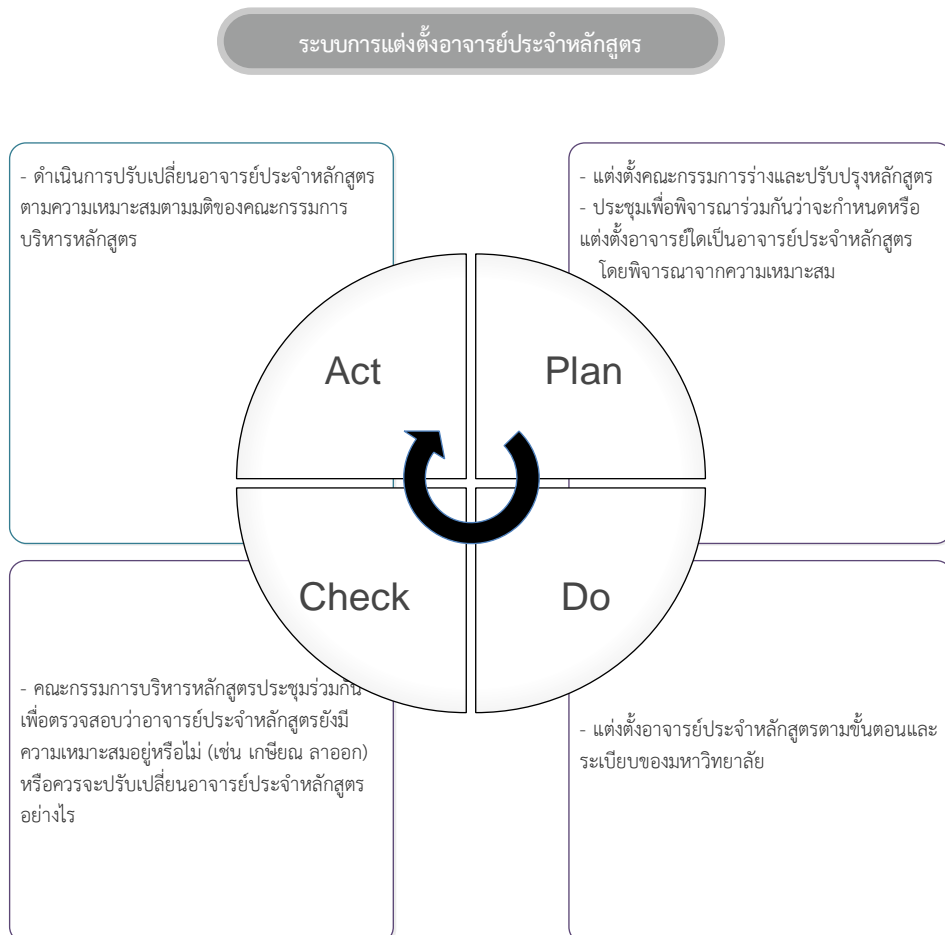 ระบบการแต่งตั้งอาจารย์ประจำหลักสูตร
- ดำเนินการปรับเปลี่ยนอาจารย์ประจำหลักสูตร
ตามความเหมาะสมตามมติของคณะกรรมการ
บริหารหลักสูตร
- แต่งตั้งคณะกรรมการร่างและปรับปรุงหลักสูตร
- ประชุมเพื่อพิจารณาร่วมกันว่าจะกำหนดหรือ
แต่งตั้งอาจารย์ใดเป็นอาจารย์ประจำหลักสูตร
โดยพิจารณาจากความเหมาะสม
Act
Plan
Check
Do
- คณะกรรมการบริหารหลักสูตรประชุมร่วมกัน
เพื่อตรวจสอบว่าอาจารย์ประจำหลักสูตรยังมี
ความเหมาะสมอยู่หรือไม่ (เช่น เกษียณ ลาออก)
หรือควรจะปรับเปลี่ยนอาจารย์ประจำหลักสูตร
อย่างไร
- แต่งตั้งอาจารย์ประจำหลักสูตรตามขั้นตอนและ
ระเบียบของมหาวิทยาลัย